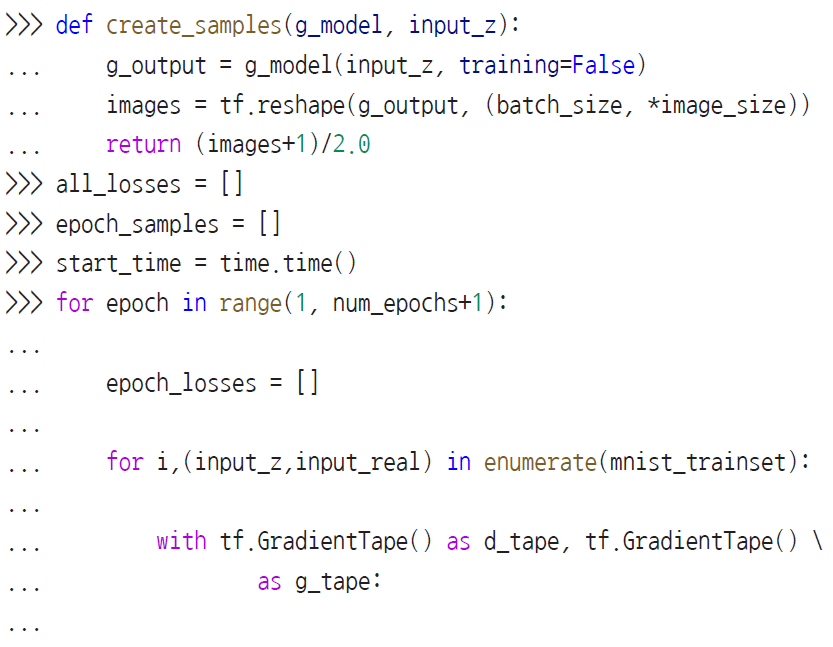 >>> def create_samples(g_model, input_z):
...     g_output = g_model(input_z, training=False)
...     images = tf.reshape(g_output, (batch_size, *image_size))
...     return (images+1)/2.0
>>> all_losses = []
>>> epoch_samples = []
>>> start_time = time.time()
>>> for epoch in range(1, num_epochs+1):
...
...     epoch_losses = []
...
...     for i,(input_z,input_real) in enumerate(mnist_trainset):
...
...         with tf.GradientTape() as d_tape, tf.GradientTape() \
...                 as g_tape:
...